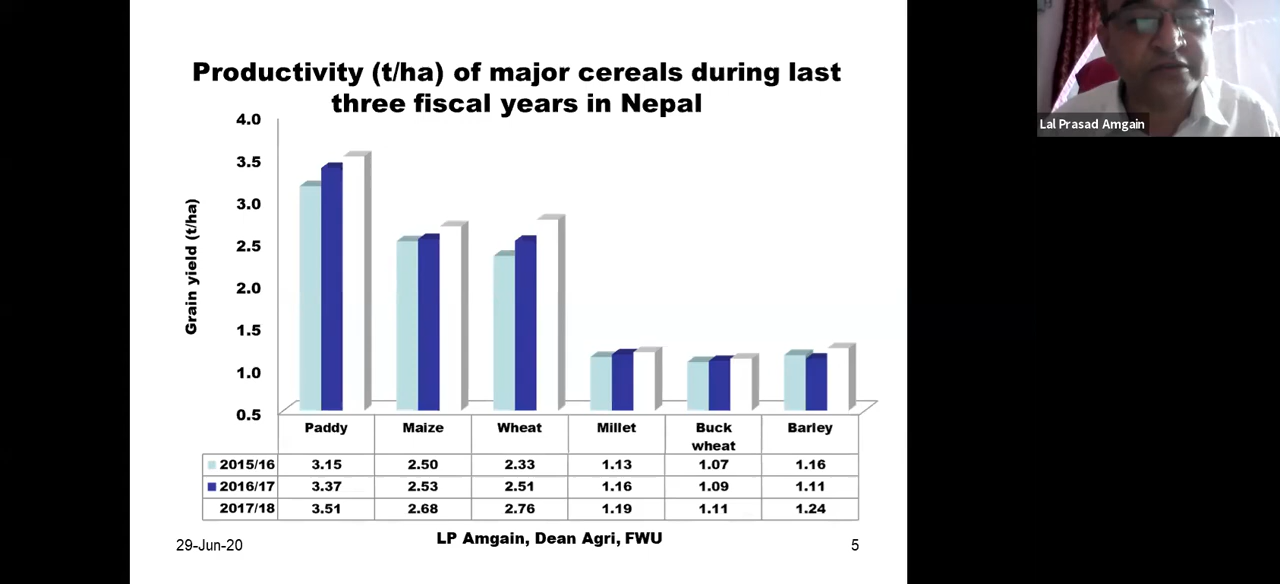 Productivity (t/ha) of major cereals during last
three fiscal years in Nepal
Lal Prasad Amgain
Grain yield (t/ha)
4.0
3.5
3.0
2.5
2.0
1.5
1.0
0.5
Paddy Maize Wheat Millet Buck wheat Barley
2015/16 3.15 2.50 2.33 1.13 1.07 1.16
2016/17 3.37 2.53 2.51 1.16 1.09 1.11
2017/18 3.51 2.68 2.76 1.19 1.11 1.24
29-Jun-20 LP Amgain, Dean Agri, FWU 5